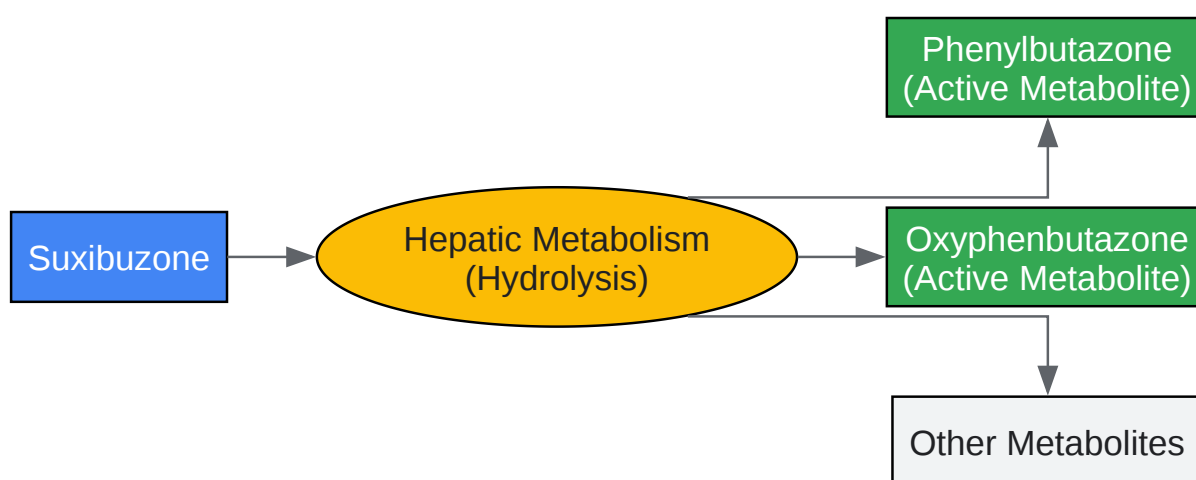 Phenylbutazone
(Active Metabolite)
Suxibuzone
Hepatic Metabolism
(Hydrolysis)
Oxyphenbutazone
(Active Metabolite)
Other Metabolites